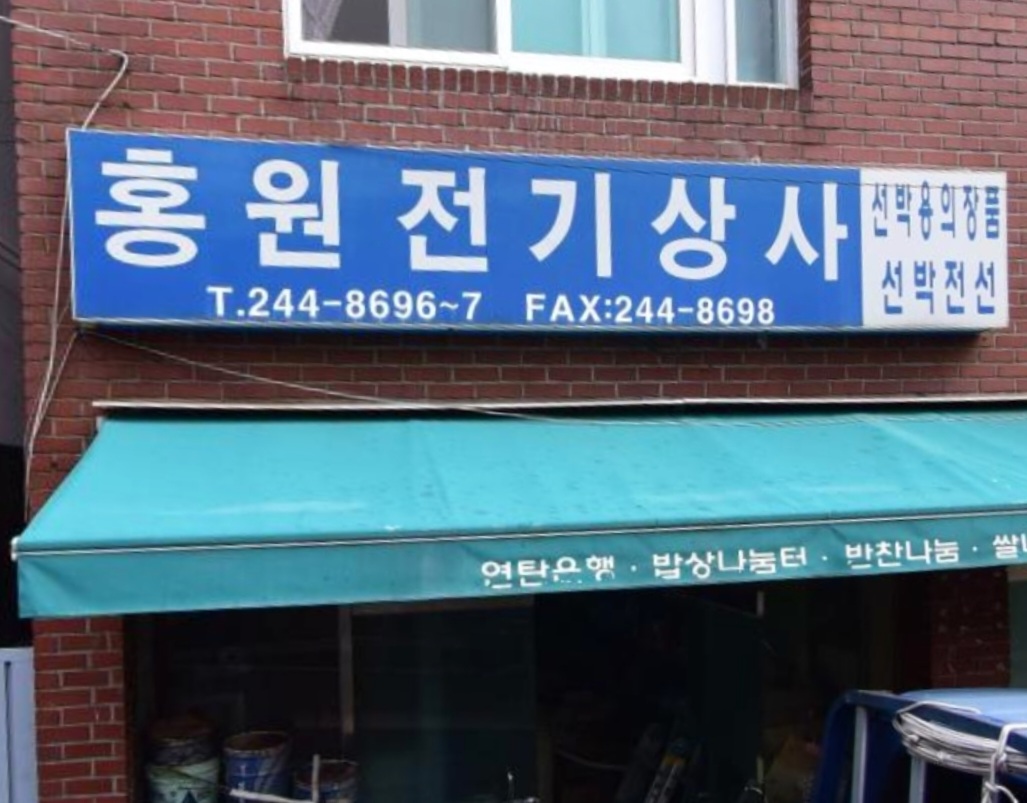 홍원전기상사
T.244-8696~7 FAX:244-8698
선박용의장품
선박전선
연탄은행 · 밥상나눔터 · 반찬나눔 ·